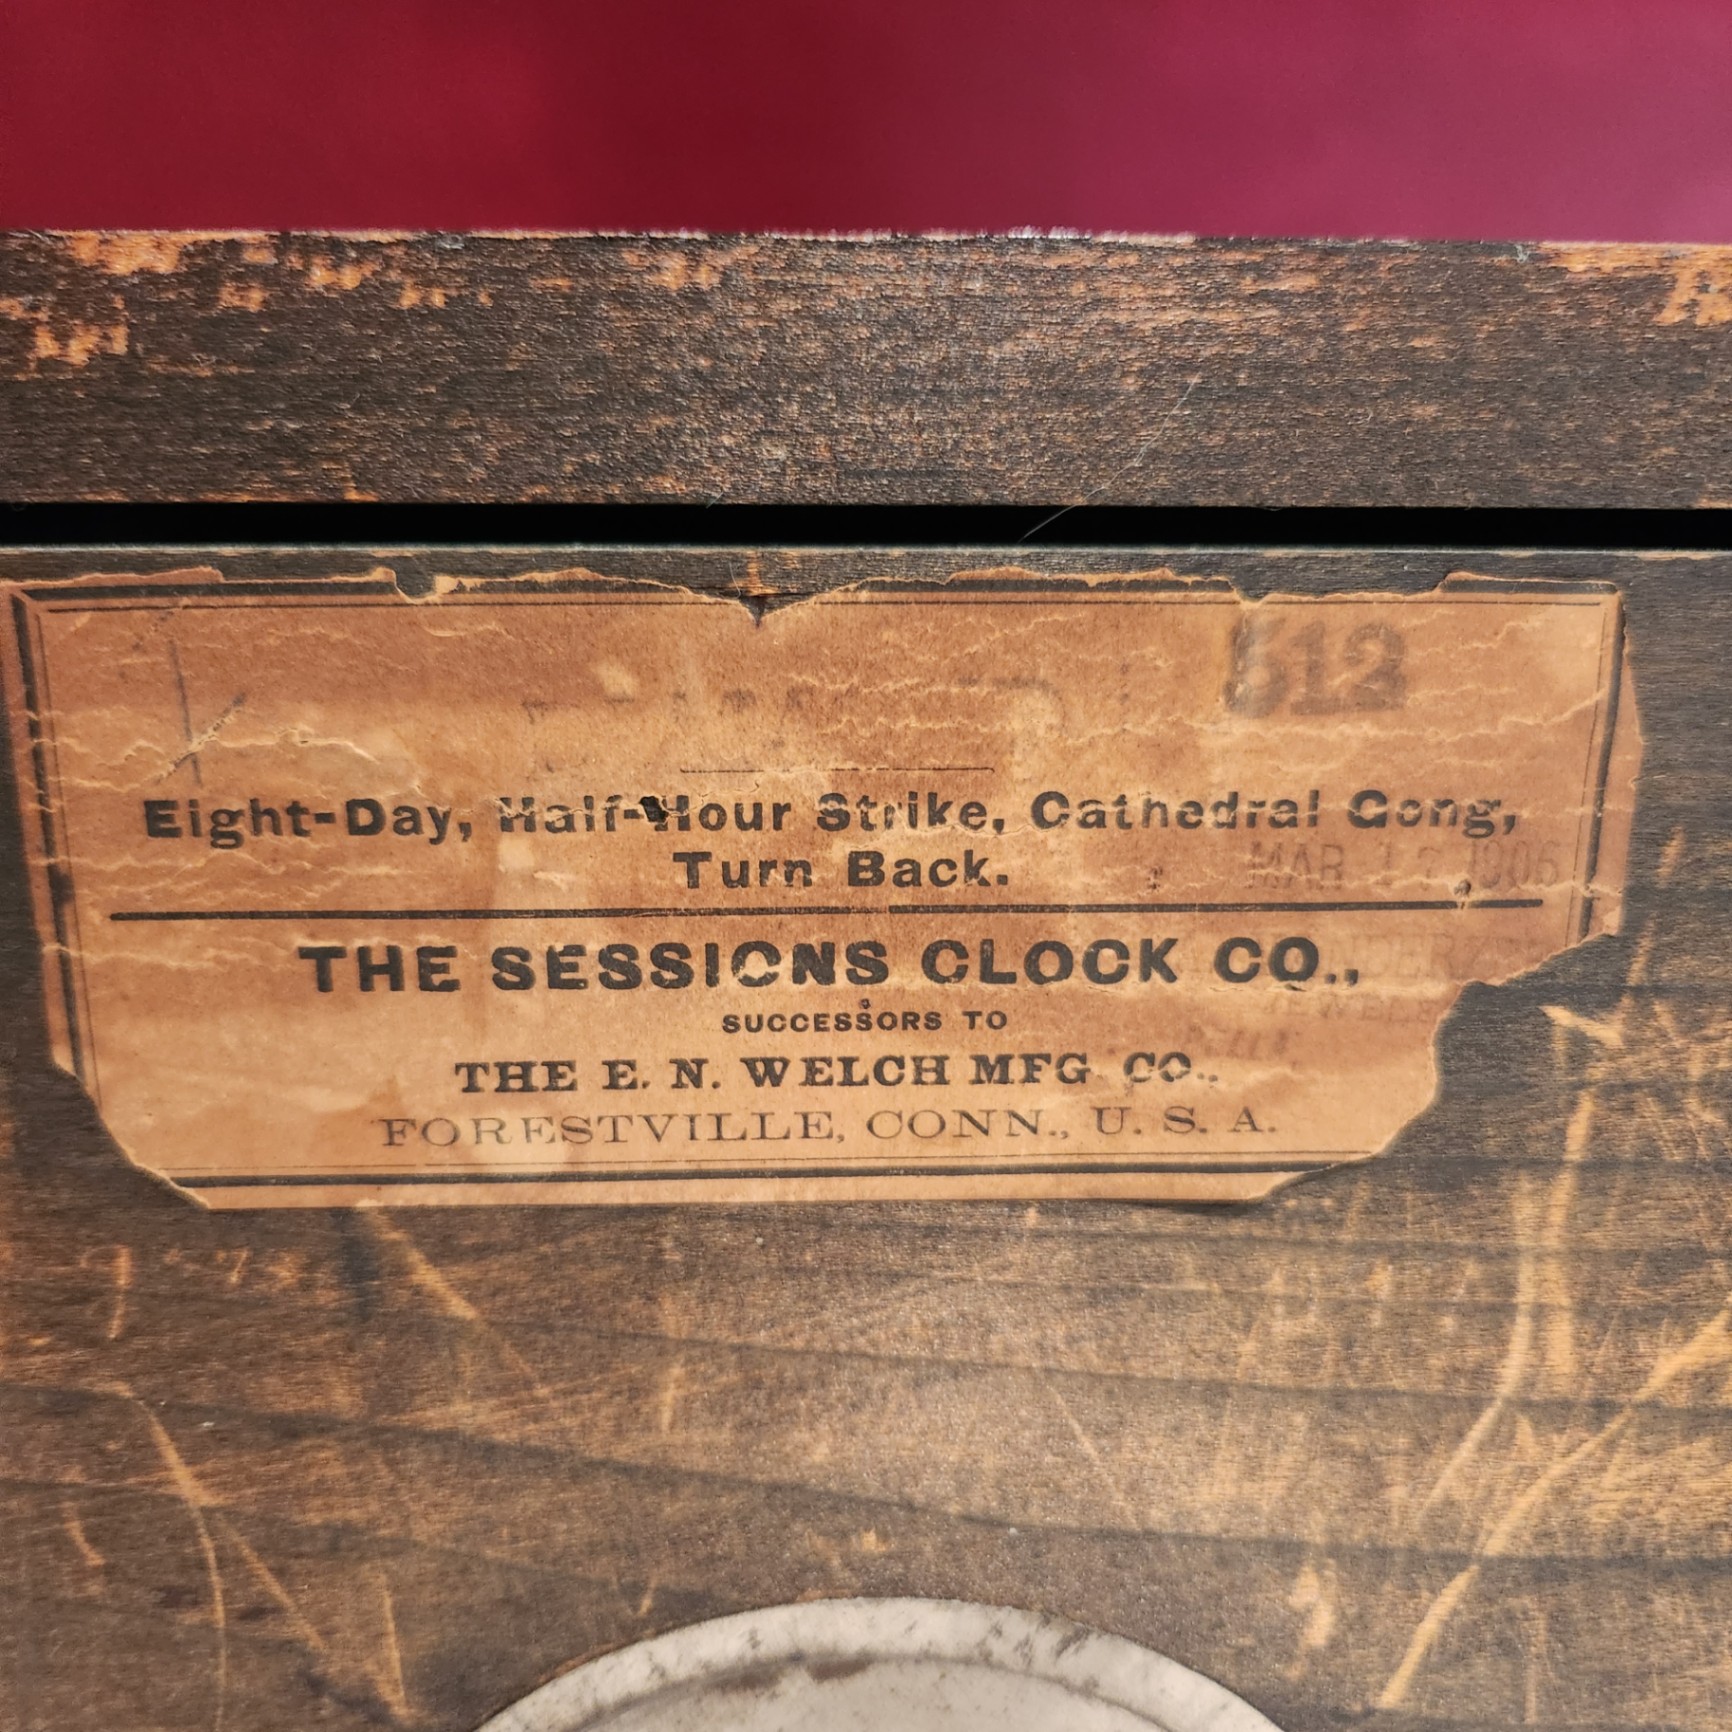 512
Eight-Day, Half-Hour Strike, Cathedral Gong,
Turn Back.
MAR 1906
THE SESSIONS CLOCK CO.,
SUCCESSORS TO
THE E. N. WELCH MFG. CO.,
FORESTVILLE, CONN., U. S. A.